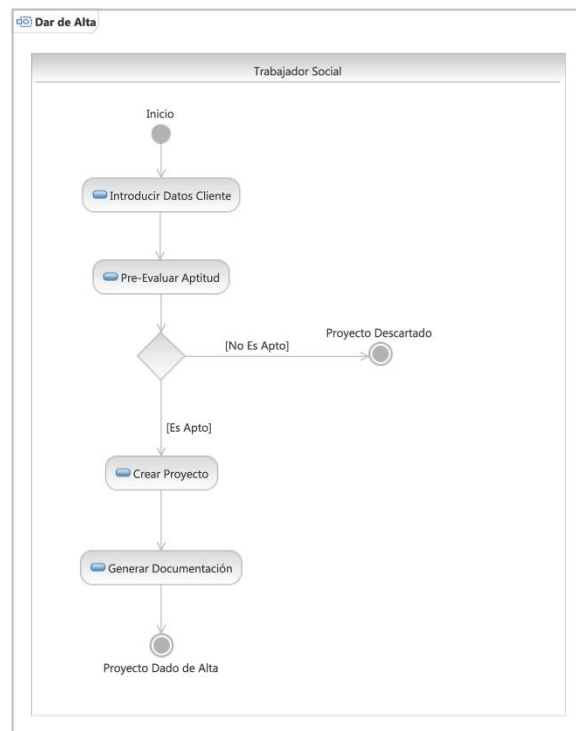 Dar de Alta
Trabajador Social
Inicio
Introducir Datos Cliente
Pre-Evaluar Aptitud
[No Es Apto]
Proyecto Descartado
[Es Apto]
Crear Proyecto
Generar Documentación
Proyecto Dado de Alta